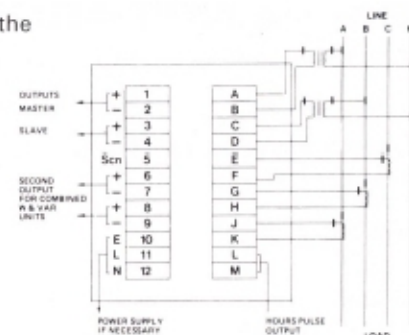 the
LINE
A B C
OUTPUTS
MASTER
SLAVE
SECOND
OUTPUT
FOR COMBINED
W & VAR
UNITS
+ 1
− 2
+ 3
− 4
Scn 5
+ 6
− 7
+ 8
− 9
E 10
L 11
N 12
A
B
C
D
E
F
G
H
J
K
L
M
POWER SUPPLY
IF NECESSARY
HOURS PULSE
OUTPUT
LOAD